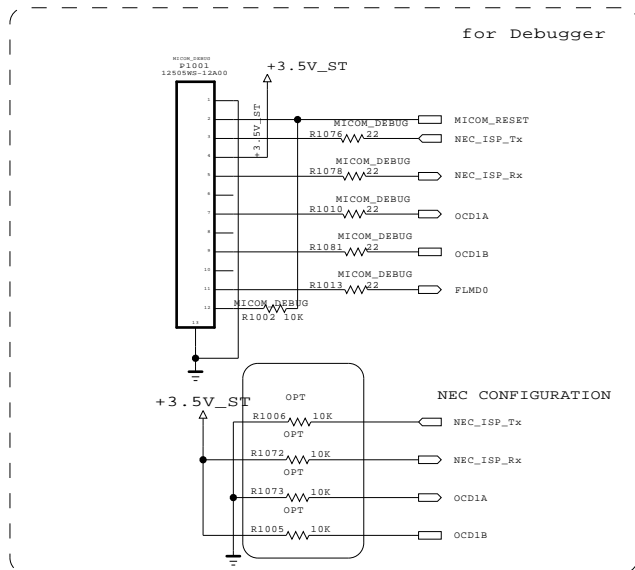 for Debugger
MICOM_DEBUG
P1001
12505WS-12A00
+3.5V_ST
+3.5V_ST
1
2
MICOM_RESET
MICOM_DEBUG
3
R1076
22
NEC_ISP_Tx
4
MICOM_DEBUG
5
R1078
22
NEC_ISP_Rx
6
MICOM_DEBUG
7
R1010
22
OCD1A
8
MICOM_DEBUG
9
R1081
22
OCD1B
10
MICOM_DEBUG
11
R1013
22
FLMD0
12
MICOM_DEBUG
R1002 10K
13
NEC CONFIGURATION
+3.5V_ST
OPT
R1006
10K
NEC_ISP_Tx
OPT
R1072
10K
NEC_ISP_Rx
OPT
R1073
10K
OCD1A
OPT
R1005
10K
OCD1B